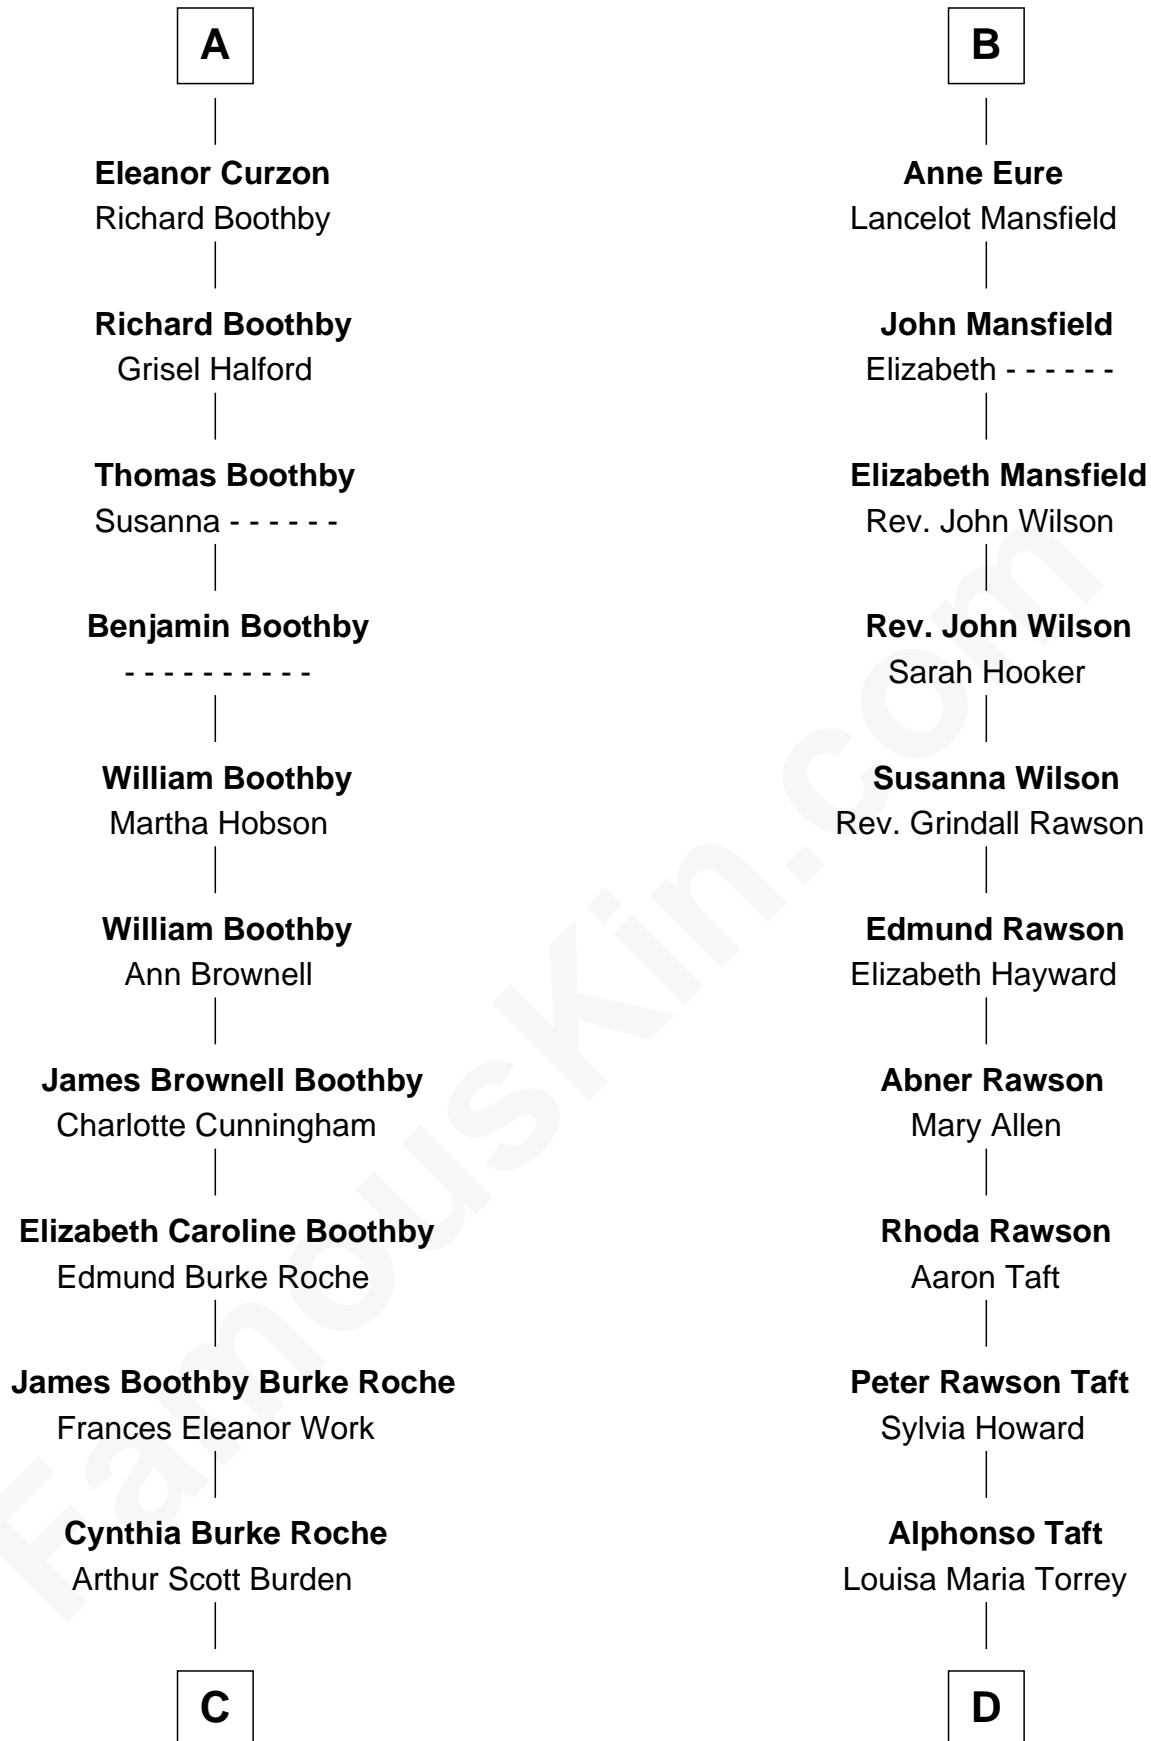 A
Eleanor Curzon
Richard Boothby
Richard Boothby
Grisel Halford
Thomas Boothby
Susanna - - - - - -
Benjamin Boothby
- - - - - - - - - -
William Boothby
Martha Hobson
William Boothby
Ann Brownell
James Brownell Boothby
Charlotte Cunningham
Elizabeth Caroline Boothby
Edmund Burke Roche
James Boothby Burke Roche
Frances Eleanor Work
Cynthia Burke Roche
Arthur Scott Burden
C
B
Anne Eure
Lancelot Mansfield
John Mansfield
Elizabeth - - - - - -
Elizabeth Mansfield
Rev. John Wilson
Rev. John Wilson
Sarah Hooker
Susanna Wilson
Rev. Grindall Rawson
Edmund Rawson
Elizabeth Hayward
Abner Rawson
Mary Allen
Rhoda Rawson
Aaron Taft
Peter Rawson Taft
Sylvia Howard
Alphonso Taft
Louisa Maria Torrey
D
FamousKin.com